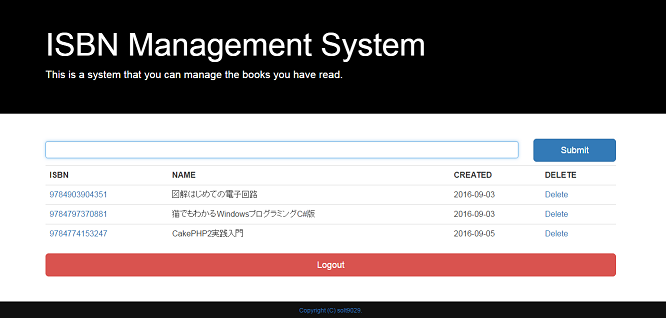 ISBN Management System
This is a system that you can manage the books you have read.
Submit
ISBN NAME CREATED DELETE
9784903904351 図解はじめての電子回路 2016-09-03 Delete
9784797370881 猫でもわかるWindowsプログラミングC#版 2016-09-03 Delete
9784774153247 CakePHP2実践入門 2016-09-05 Delete
Logout
Copyright (C) solt9029